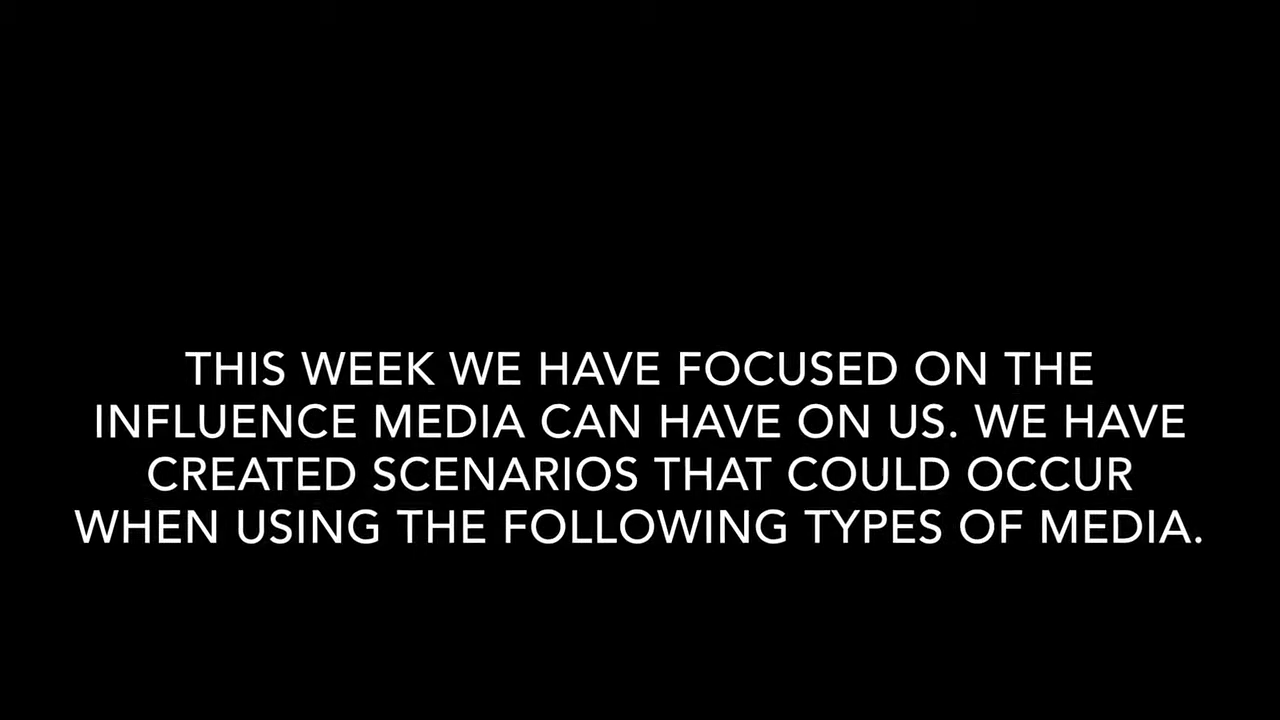 THIS WEEK WE HAVE FOCUSED ON THE
INFLUENCE MEDIA CAN HAVE ON US. WE HAVE
CREATED SCENARIOS THAT COULD OCCUR
WHEN USING THE FOLLOWING TYPES OF MEDIA.